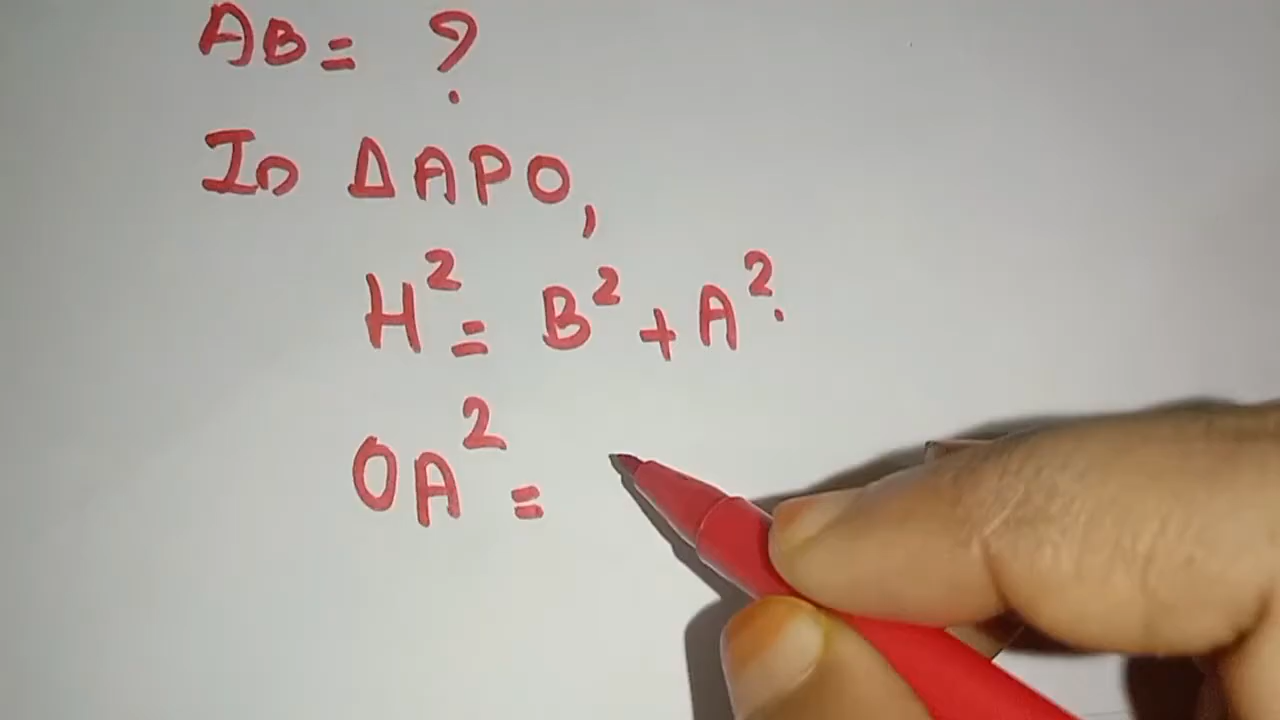 AB = ?
In ΔAPO,
H² = B² + A².
OA² =